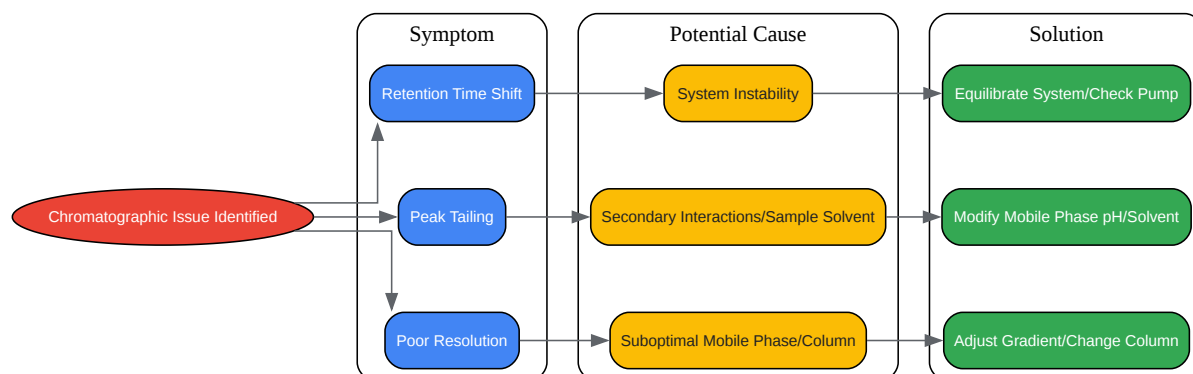 Symptom
Potential Cause
Solution
Retention Time Shift
System Instability
Equilibrate System/Check Pump
Chromatographic Issue Identified
Peak Tailing
Secondary Interactions/Sample Solvent
Modify Mobile Phase pH/Solvent
Poor Resolution
Suboptimal Mobile Phase/Column
Adjust Gradient/Change Column